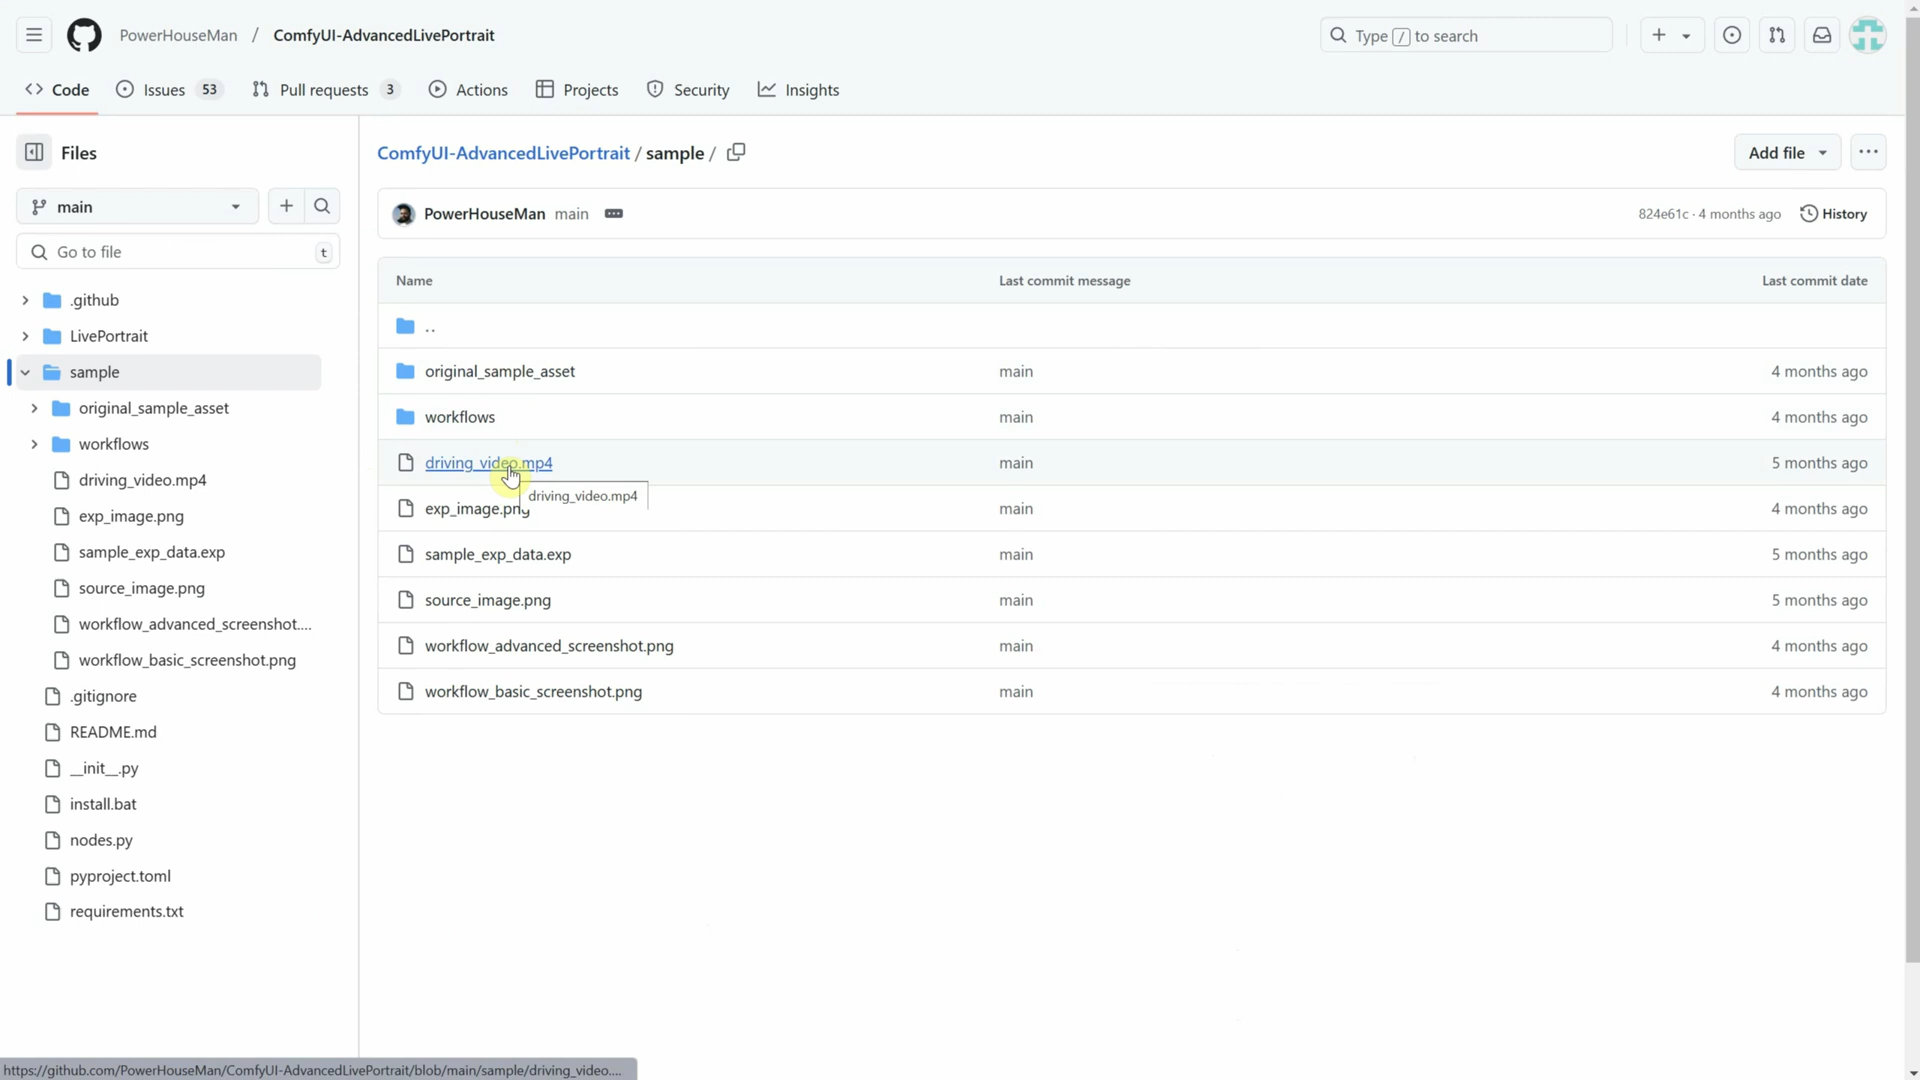 PowerHouseMan / ComfyUI-AdvancedLivePortrait
Type / to search
Code
Issues 53
Pull requests 3
Actions
Projects
Security
Insights
Files
main
Go to file t
.github
LivePortrait
sample
original_sample_asset
workflows
driving_video.mp4
exp_image.png
sample_exp_data.exp
source_image.png
workflow_advanced_screenshot....
workflow_basic_screenshot.png
.gitignore
README.md
__init__.py
install.bat
nodes.py
pyproject.toml
requirements.txt
ComfyUI-AdvancedLivePortrait / sample /
Add file
PowerHouseMan main
824e61c · 4 months ago
History
Name Last commit message Last commit date
..
original_sample_asset main 4 months ago
workflows main 4 months ago
driving_video.mp4 main 5 months ago
driving_video.mp4
exp_image.png main 4 months ago
sample_exp_data.exp main 5 months ago
source_image.png main 5 months ago
workflow_advanced_screenshot.png main 4 months ago
workflow_basic_screenshot.png main 4 months ago
https://github.com/PowerHouseMan/ComfyUI-AdvancedLivePortrait/blob/main/sample/driving_video....